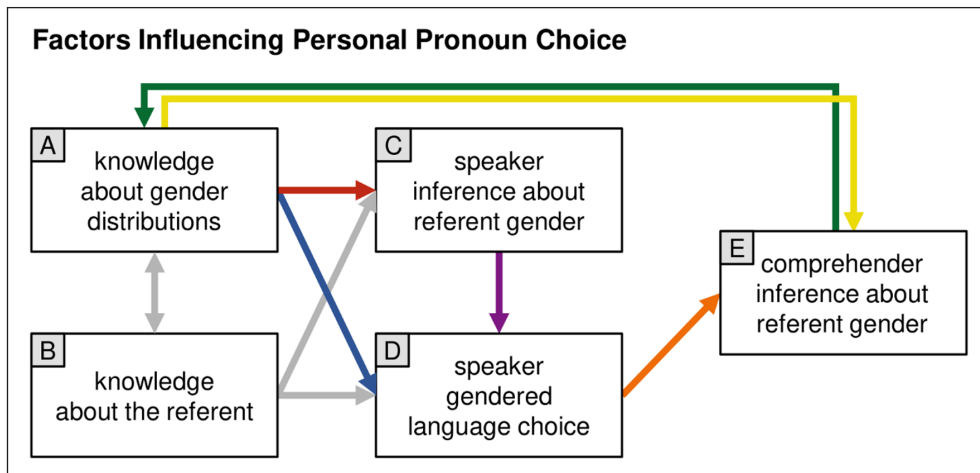 Factors Influencing Personal Pronoun Choice
A
knowledge
about gender
distributions
C
speaker
inference about
referent gender
E
comprehender
inference about
referent gender
B
knowledge
about the referent
D
speaker
gendered
language choice